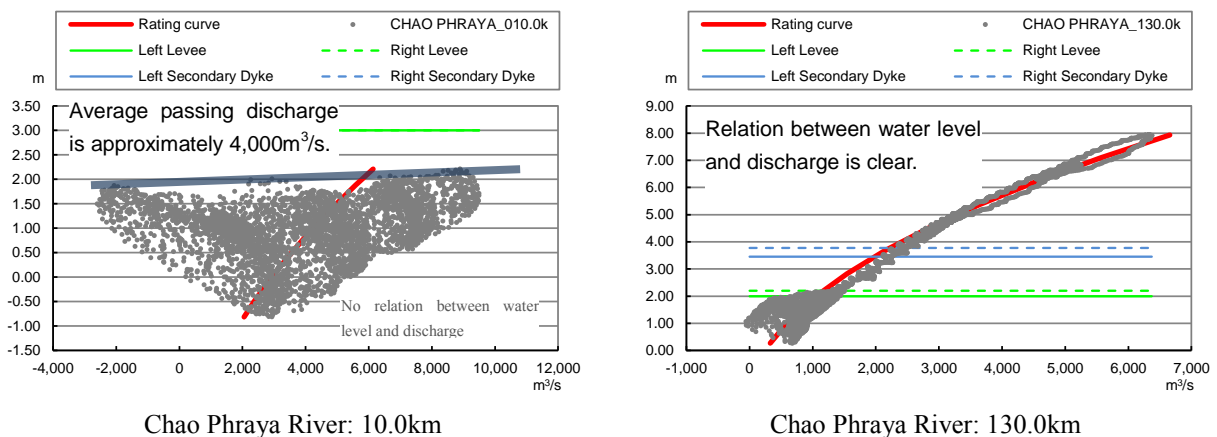 Rating curve
CHAO PHRAYA_010.0k
Left Levee
Right Levee
Left Secondary Dyke
Right Secondary Dyke
m
3.50
3.00
2.50
2.00
1.50
1.00
0.50
0.00
-0.50
-1.00
-1.50
Average passing discharge
is approximately 4,000m³/s.
No relation between water
level and discharge
-4,000 -2,000 0 2,000 4,000 6,000 8,000 10,000 12,000
m³/s
Chao Phraya River: 10.0km
Rating curve
CHAO PHRAYA_130.0k
Left Levee
Right Levee
Left Secondary Dyke
Right Secondary Dyke
m
9.00
8.00
7.00
6.00
5.00
4.00
3.00
2.00
1.00
0.00
Relation between water level
and discharge is clear.
-1,000 0 1,000 2,000 3,000 4,000 5,000 6,000 7,000
m³/s
Chao Phraya River: 130.0km